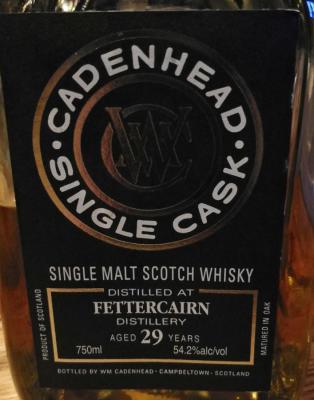 CADENHEAD
SINGLE CASK
WC
SINGLE MALT SCOTCH WHISKY
DISTILLED AT
FETTERCAIRN
DISTILLERY
AGED 29 YEARS
750ml 54.2%alc/vol
PRODUCT OF SCOTLAND
MATURED IN OAK
BOTTLED BY WM CADENHEAD · CAMPBELTOWN · SCOTLAND